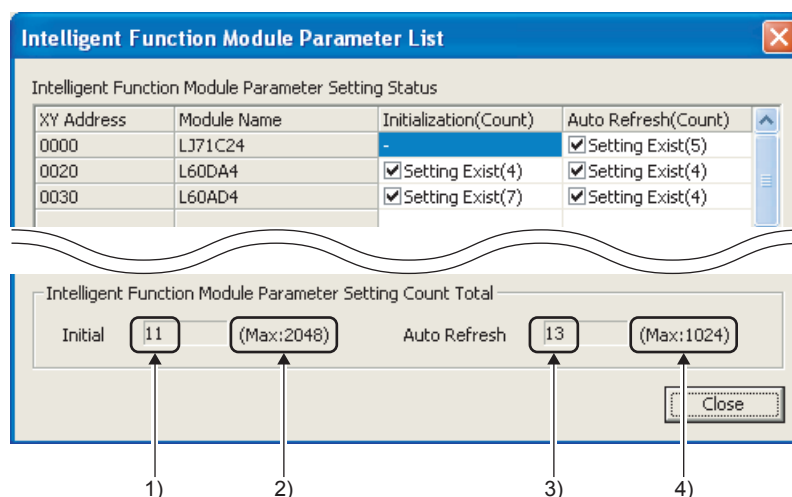 Intelligent Function Module Parameter List
Intelligent Function Module Parameter Setting Status
XY Address Module Name Initialization(Count) Auto Refresh(Count)
0000 LJ71C24 - Setting Exist(5)
0020 L60DA4 Setting Exist(4) Setting Exist(4)
0030 L60AD4 Setting Exist(7) Setting Exist(4)
Intelligent Function Module Parameter Setting Count Total
Initial 11 (Max:2048) Auto Refresh 13 (Max:1024)
Close
1) 2) 3) 4)